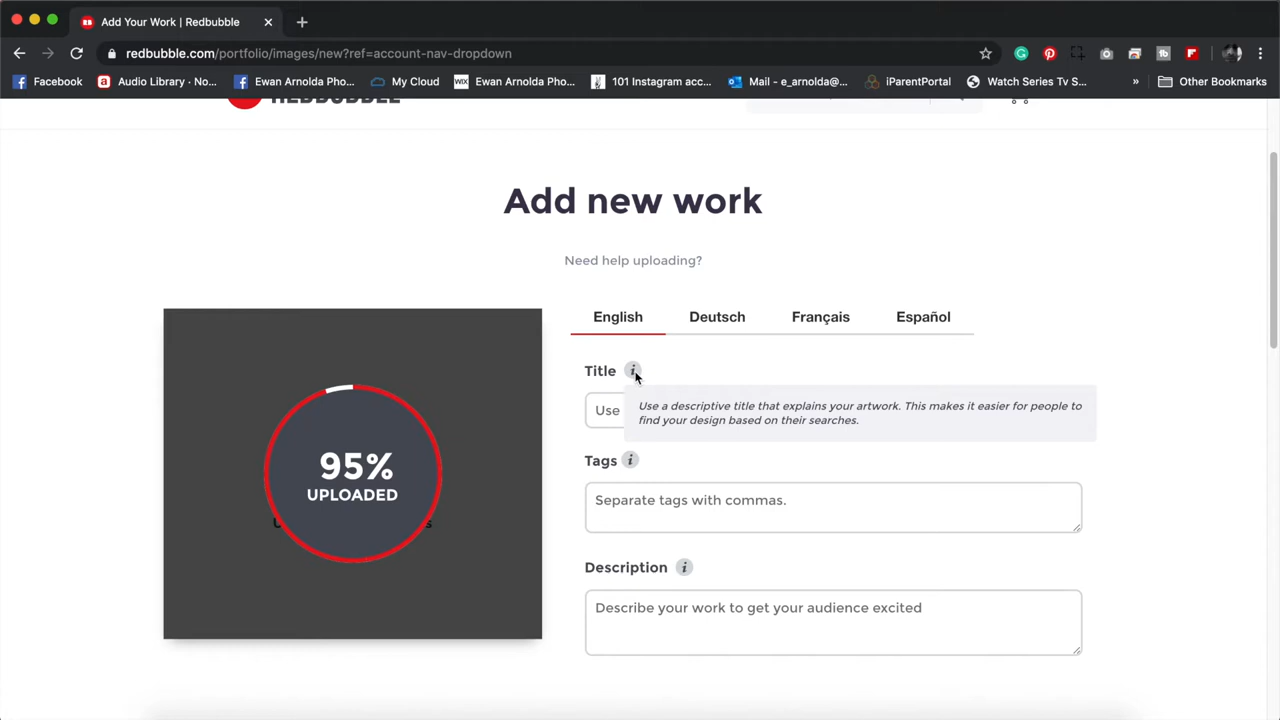 Add Your Work | Redbubble
redbubble.com/portfolio/images/new?ref=account-nav-dropdown
Facebook
Audio Library - No...
Ewan Arnolda Pho...
My Cloud
WIX
Ewan Arnolda Pho...
101 Instagram acc...
Mail - e_arnolda@...
iParentPortal
Watch Series Tv S...
»
Other Bookmarks
REDBUBBLE
Add new work
Need help uploading?
English Deutsch Français Español
Title i
Use
Use a descriptive title that explains your artwork. This makes it easier for people to
find your design based on their searches.
95%
UPLOADED
Tags i
Separate tags with commas.
Description i
Describe your work to get your audience excited